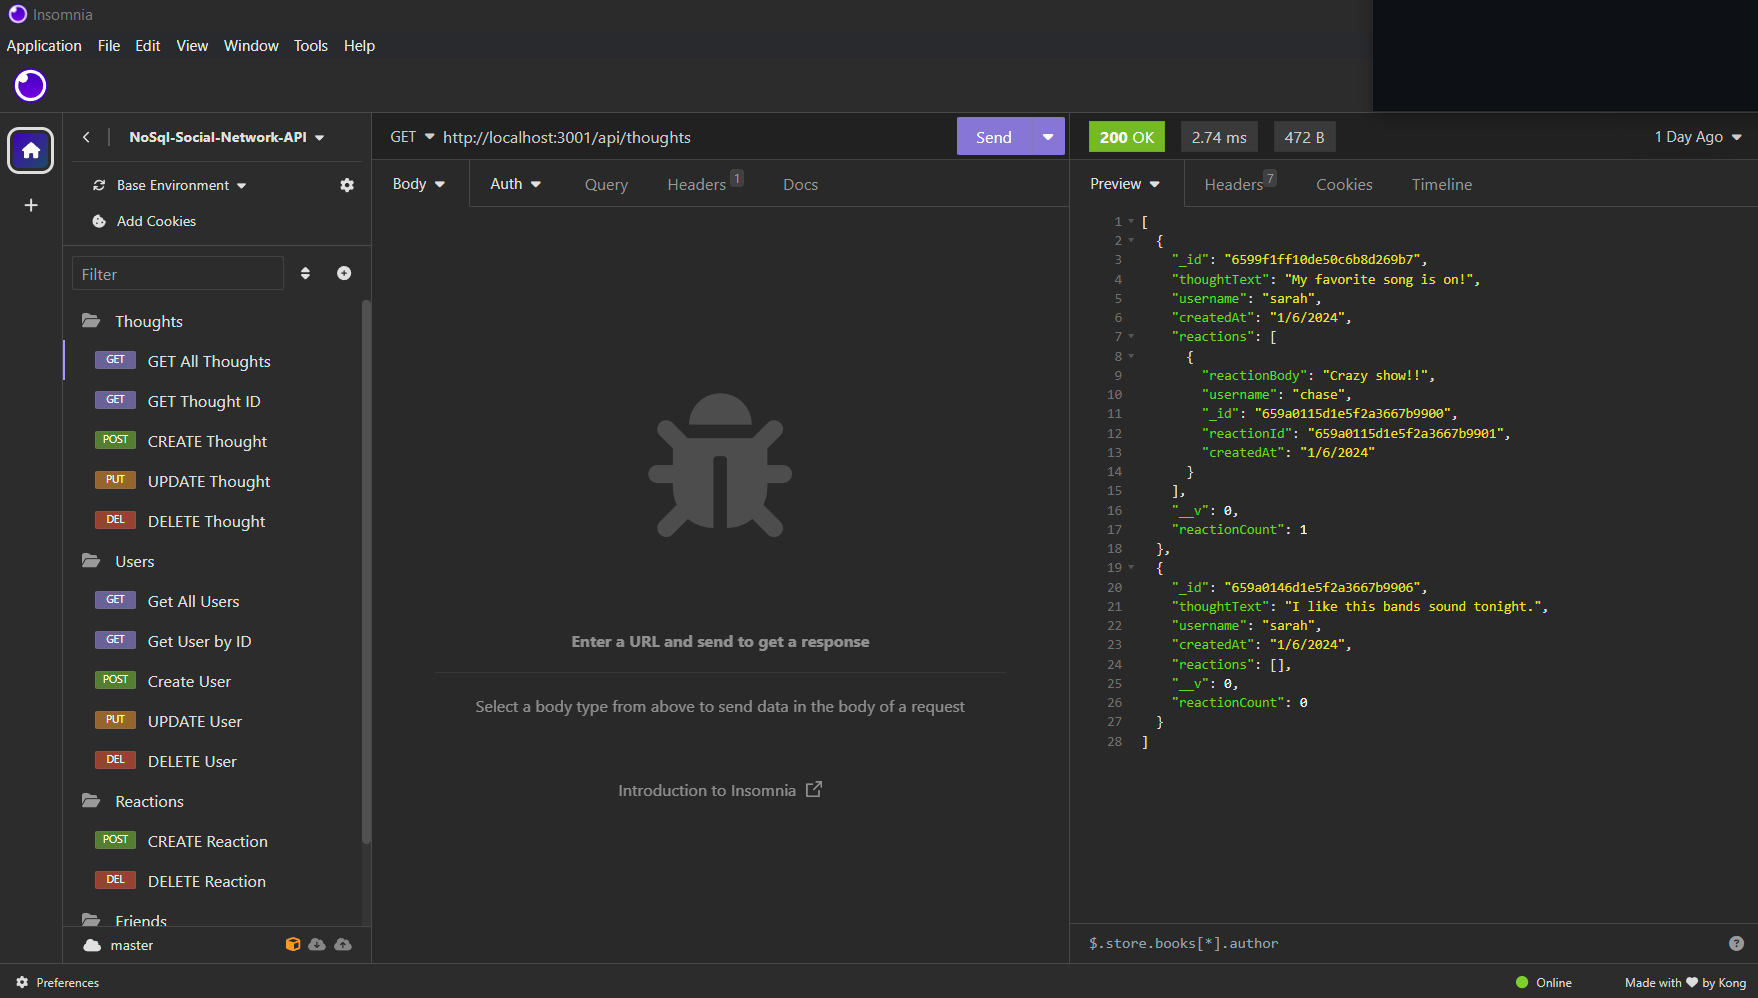 Insomnia
Application File Edit View Window Tools Help
NoSql-Social-Network-API
Base Environment
Add Cookies
Filter
Thoughts
GET GET All Thoughts
GET GET Thought ID
POST CREATE Thought
PUT UPDATE Thought
DEL DELETE Thought
Users
GET Get All Users
GET Get User by ID
POST Create User
PUT UPDATE User
DEL DELETE User
Reactions
POST CREATE Reaction
DEL DELETE Reaction
Friends
master
GET http://localhost:3001/api/thoughts
Send
Body Auth Query Headers 1 Docs
Enter a URL and send to get a response
Select a body type from above to send data in the body of a request
Introduction to Insomnia
200 OK 2.74 ms 472 B 1 Day Ago
Preview Headers 7 Cookies Timeline
1 [
2 {
3 "_id": "6599f1ff10de50c6b8d269b7",
4 "thoughtText": "My favorite song is on!",
5 "username": "sarah",
6 "createdAt": "1/6/2024",
7 "reactions": [
8 {
9 "reactionBody": "Crazy show!!",
10 "username": "chase",
11 "_id": "659a0115d1e5f2a3667b9900",
12 "reactionId": "659a0115d1e5f2a3667b9901",
13 "createdAt": "1/6/2024"
14 }
15 ],
16 "__v": 0,
17 "reactionCount": 1
18 },
19 {
20 "_id": "659a0146d1e5f2a3667b9906",
21 "thoughtText": "I like this bands sound tonight.",
22 "username": "sarah",
23 "createdAt": "1/6/2024",
24 "reactions": [],
25 "__v": 0,
26 "reactionCount": 0
27 }
28 ]
$.store.books[*].author
?
Preferences
Online
Made with ♥ by Kong